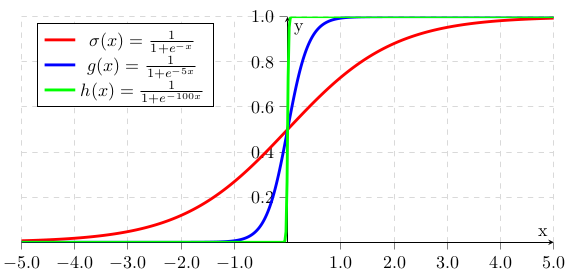 σ(x) = 1/(1+e^{-x})
g(x) = 1/(1+e^{-5x})
h(x) = 1/(1+e^{-100x})
1.0
y
0.8
0.6
0.4
0.2
x
−5.0 −4.0 −3.0 −2.0 −1.0 1.0 2.0 3.0 4.0 5.0